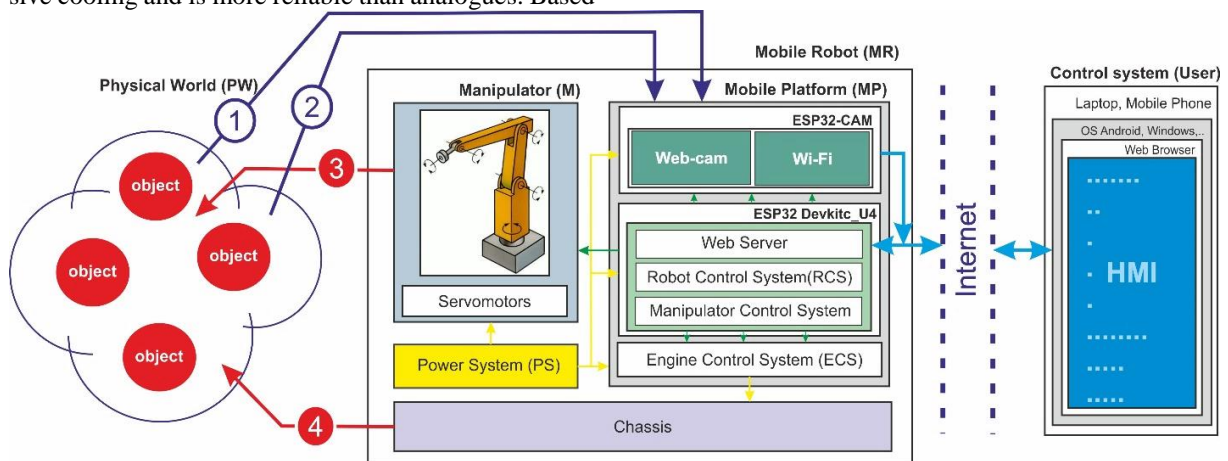 sive cooling and is more reliable than analogues. Based
Physical World (PW)
1
2
3
4
object
object
object
object
Mobile Robot (MR)
Manipulator (M)
Servomotors
Power System (PS)
Mobile Platform (MP)
ESP32-CAM
Web-cam
Wi-Fi
ESP32 Devkitc_U4
Web Server
Robot Control System(RCS)
Manipulator Control System
Engine Control System (ECS)
Chassis
Internet
Control system (User)
Laptop, Mobile Phone
OS Android, Windows,..
Web Browser
HMI